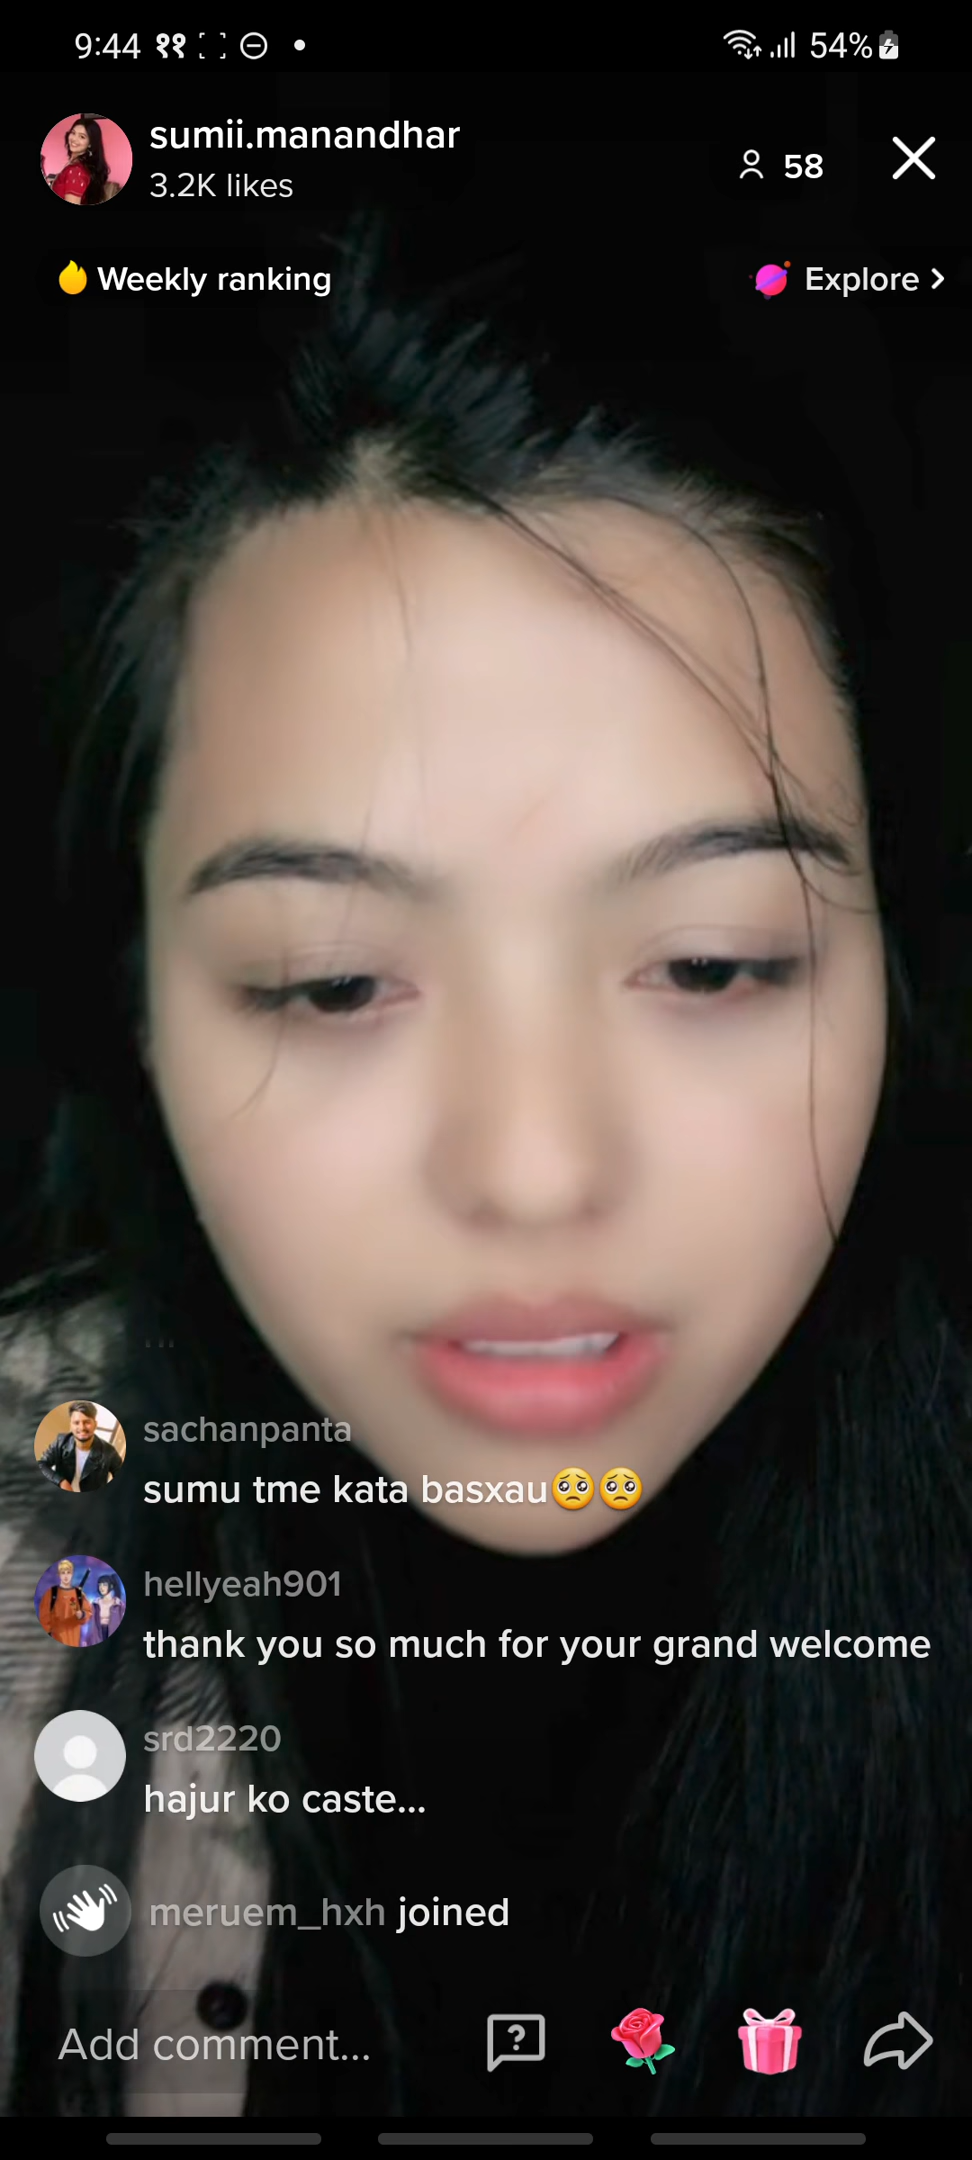 9:44
54%
sumii.manandhar
3.2K likes
58
Weekly ranking
Explore
sachanpanta
sumu tme kata basxau🥺🥺
hellyeah901
thank you so much for your grand welcome
srd2220
hajur ko caste...
meruem_hxh joined
Add comment...